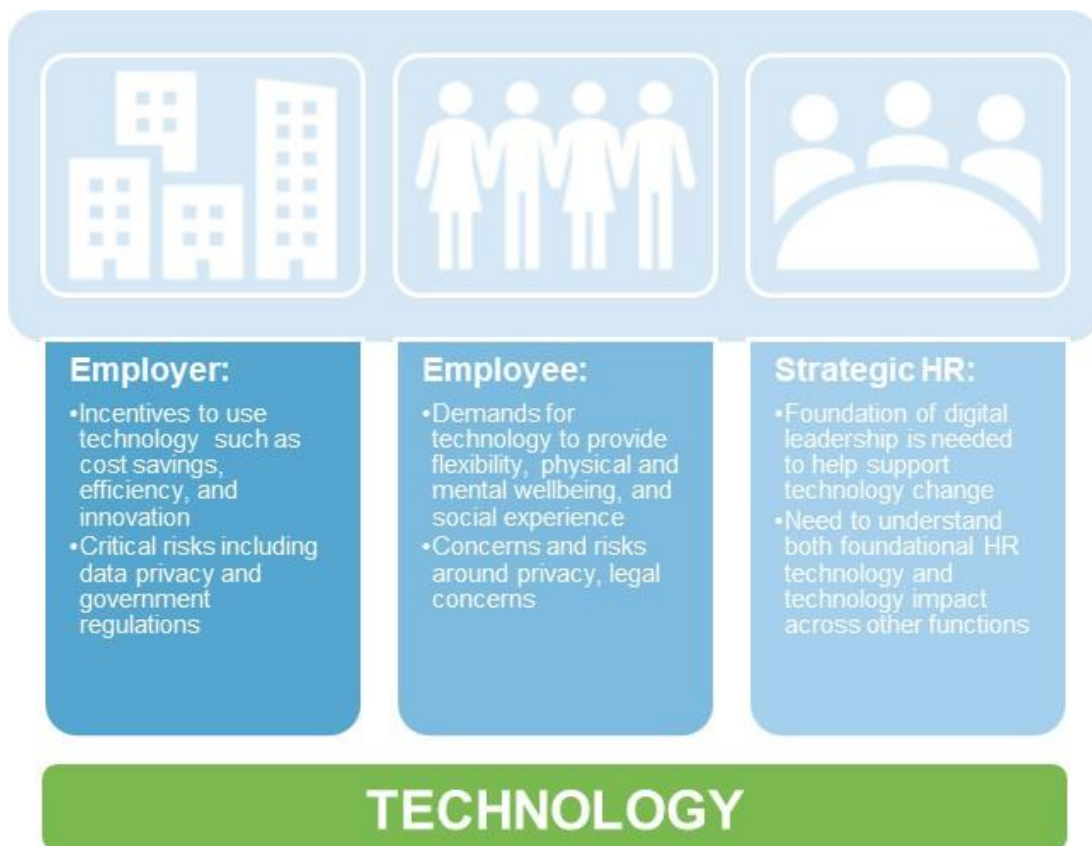 Employer:
•Incentives to use
technology such as
cost savings,
efficiency, and
innovation
•Critical risks including
data privacy and
government
regulations
Employee:
•Demands for
technology to provide
flexibility, physical and
mental wellbeing, and
social experience
•Concerns and risks
around privacy, legal
concerns
Strategic HR:
•Foundation of digital
leadership is needed
to help support
technology change
•Need to understand
both foundational HR
technology and
technology impact
across other functions
TECHNOLOGY